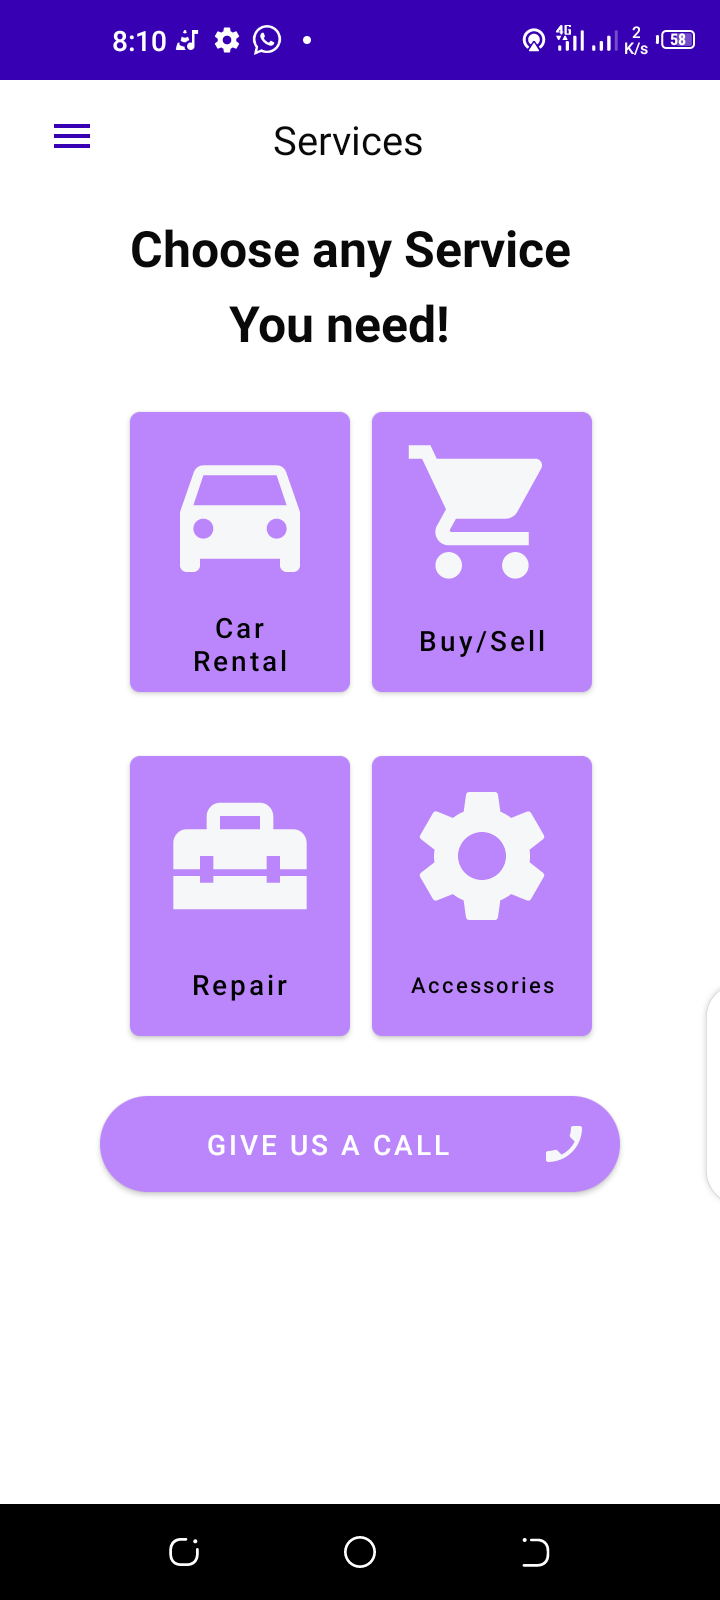 8:10 4G 2 K/s 58
Services
Choose any Service
You need!
Car
Rental
Buy/Sell
Repair
Accessories
GIVE US A CALL